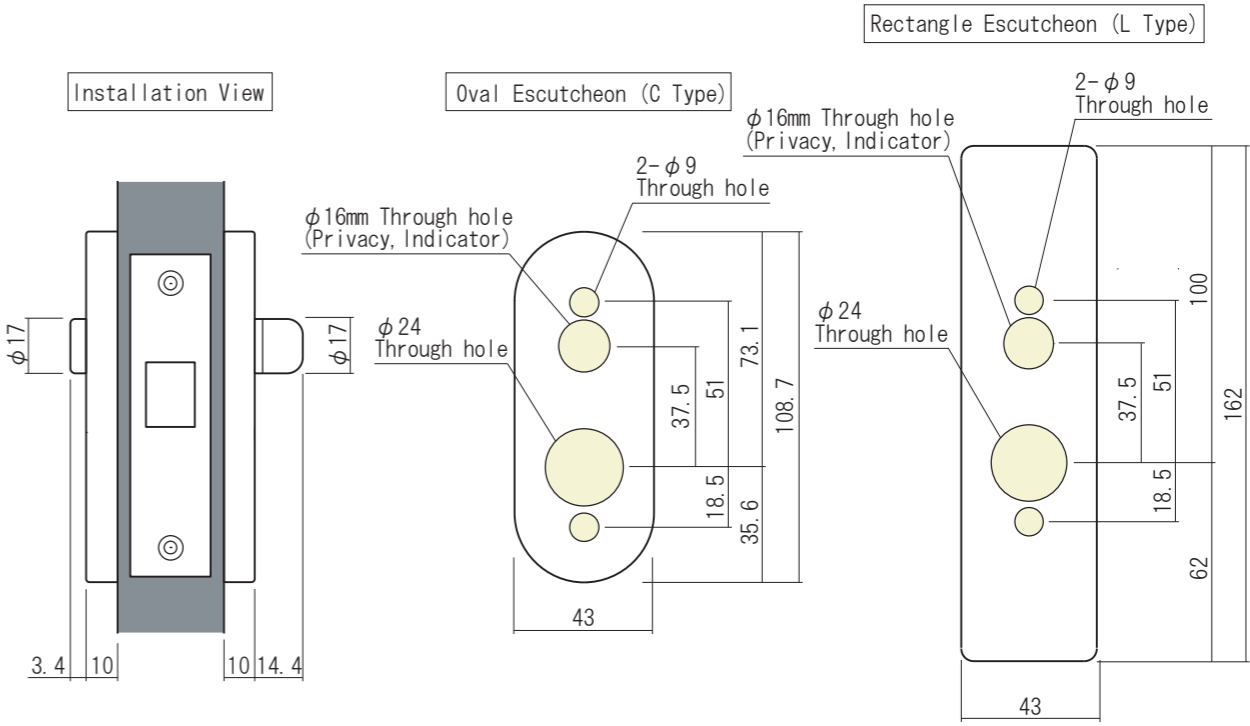 Rectangle Escutcheon (L Type)
Installation View
Oval Escutcheon (C Type)
2-φ9
Through hole
φ16mm Through hole
(Privacy, Indicator)
2-φ9
Through hole
φ16mm Through hole
(Privacy, Indicator)
φ24
Through hole
φ24
Through hole
φ17
φ17
37.5
51
73.1
108.7
18.5
35.6
37.5
51
100
162
18.5
62
43
3.4
10
10
14.4
43